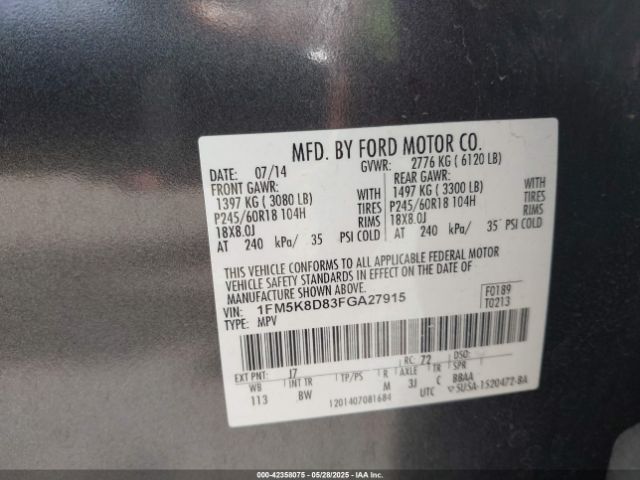 MFD. BY FORD MOTOR CO.
DATE: 07/14 GVWR: 2776 KG ( 6120 LB)
FRONT GAWR: REAR GAWR:
1397 KG ( 3080 LB) WITH 1497 KG ( 3300 LB) WITH
P245/60R18 104H TIRES P245/60R18 104H TIRES
18X8.0J RIMS 18X8.0J RIMS
AT 240 kPa/ 35 PSI COLD AT 240 kPa/ 35 PSI COLD
THIS VEHICLE CONFORMS TO ALL APPLICABLE FEDERAL MOTOR
VEHICLE SAFETY STANDARDS IN EFFECT ON THE DATE OF
MANUFACTURE SHOWN ABOVE.
VIN: 1FM5K8D83FGA27915 F0189
TYPE: MPV T0213
EXT PNT: J7 RC: 72 DSO:
WB INT TR TP/PS R AXLE TR SPR
113 BW M 3J C BBAA
1201407081684 UTC ▼5USA-1520472-BA
000-42358075 - 05/28/2025 - IAA Inc.